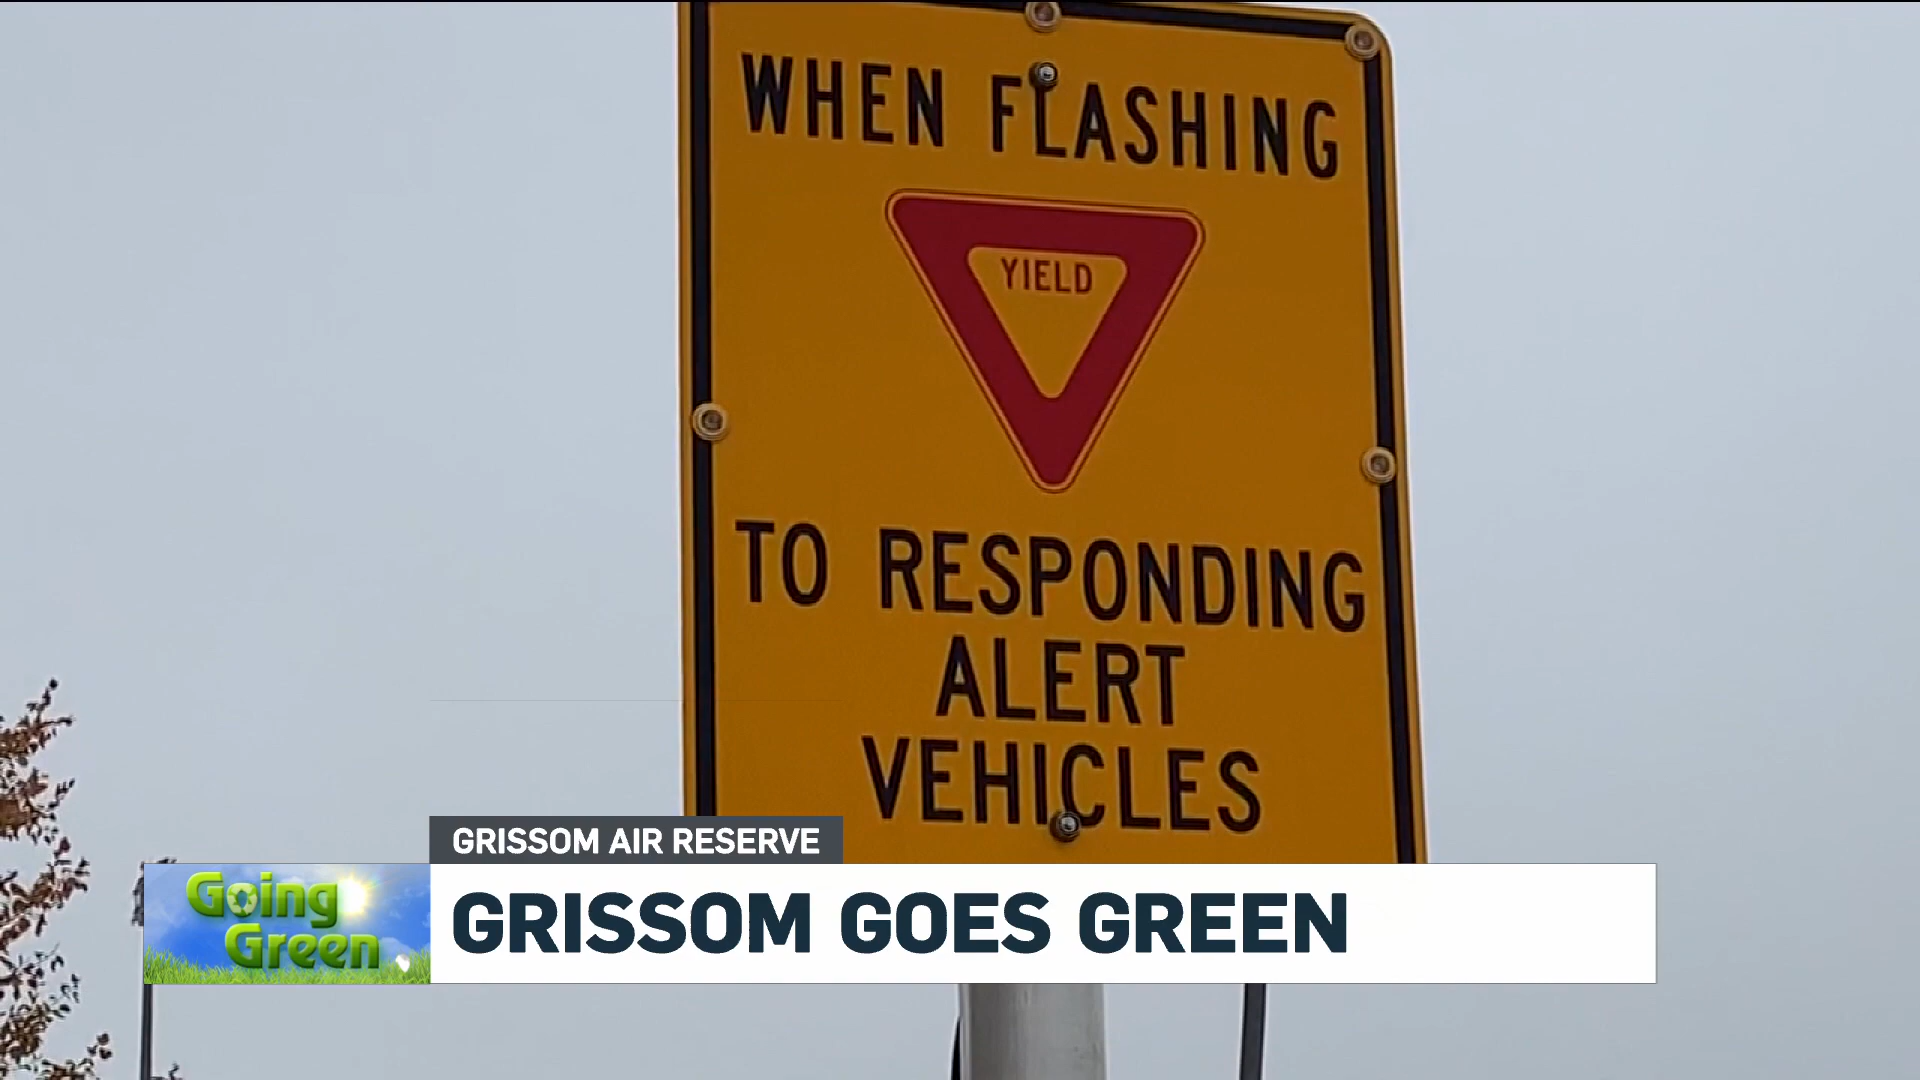 WHEN FLASHING
YIELD
TO RESPONDING
ALERT
VEHICLES
GRISSOM AIR RESERVE
Going
Green
GRISSOM GOES GREEN